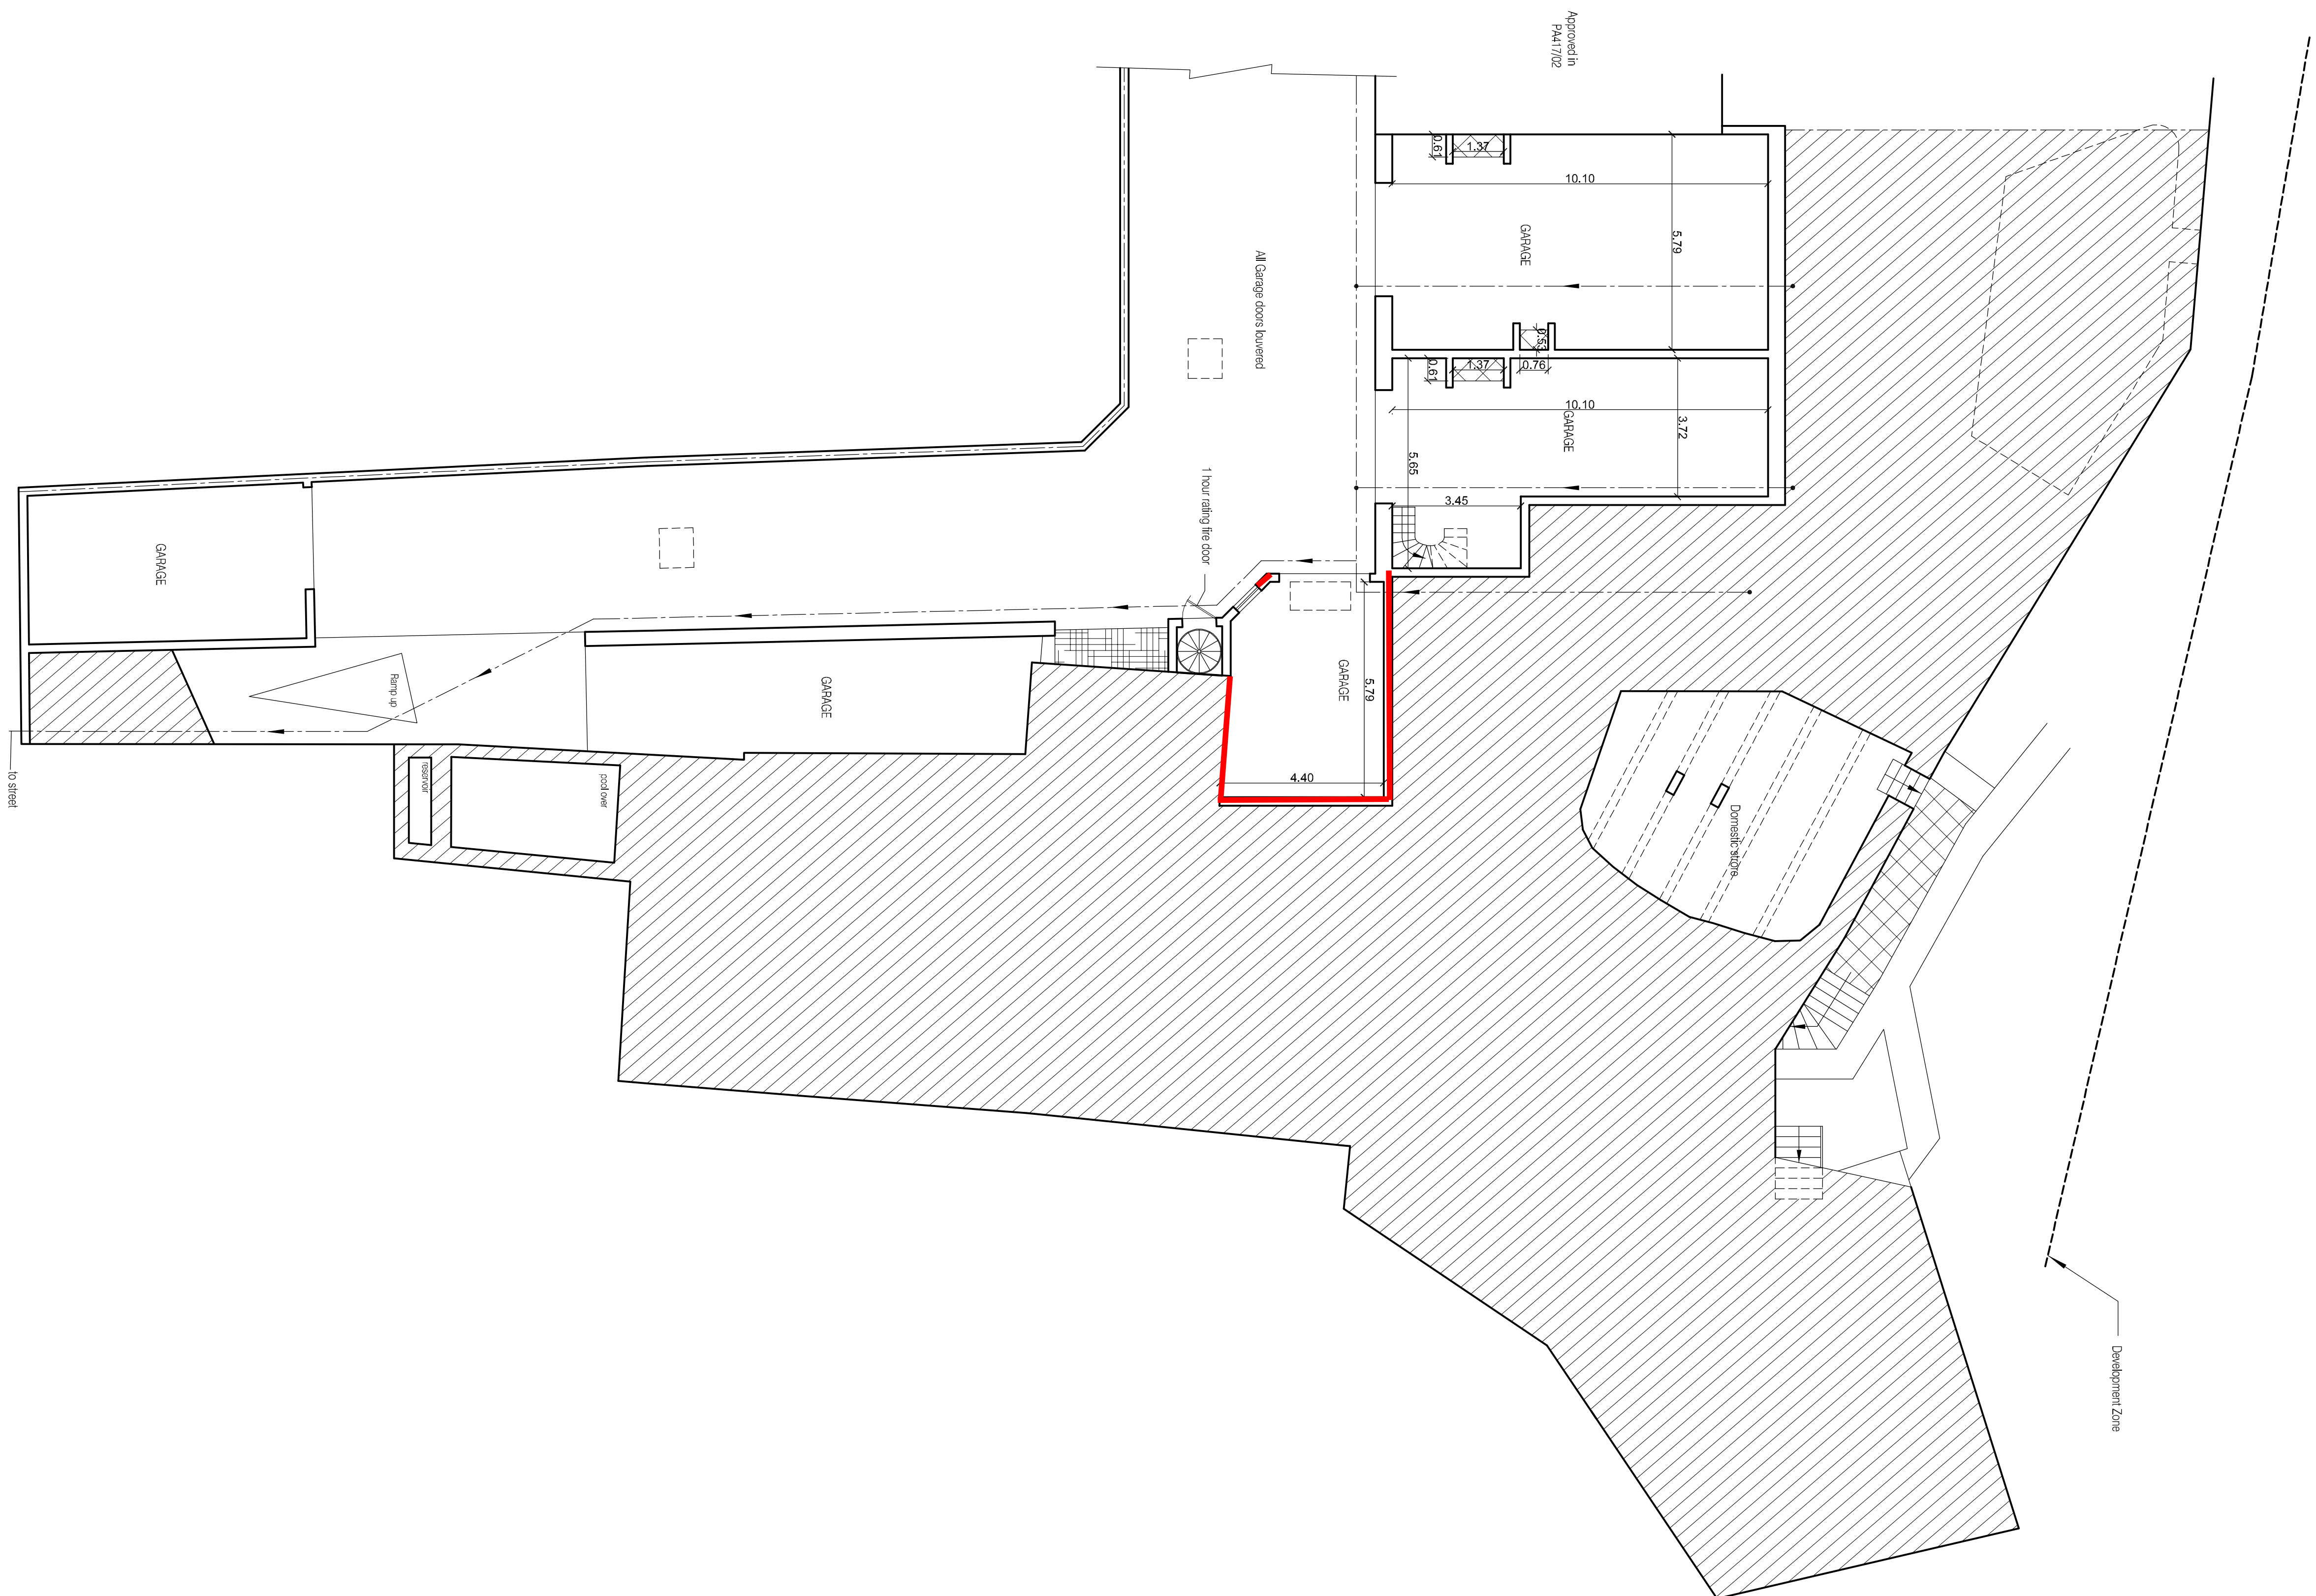 Approved in
PA417/02
0.61
1.37
10.10
5.79
GARAGE
All Garage doors louvered
0.53
0.61
1.37
0.76
10.10
GARAGE
3.72
5.65
3.45
1 hour rating fire door
GARAGE
GARAGE
5.79
4.40
Ramp up
GARAGE
reservoir
pool over
to street
Domestic store
Development Zone